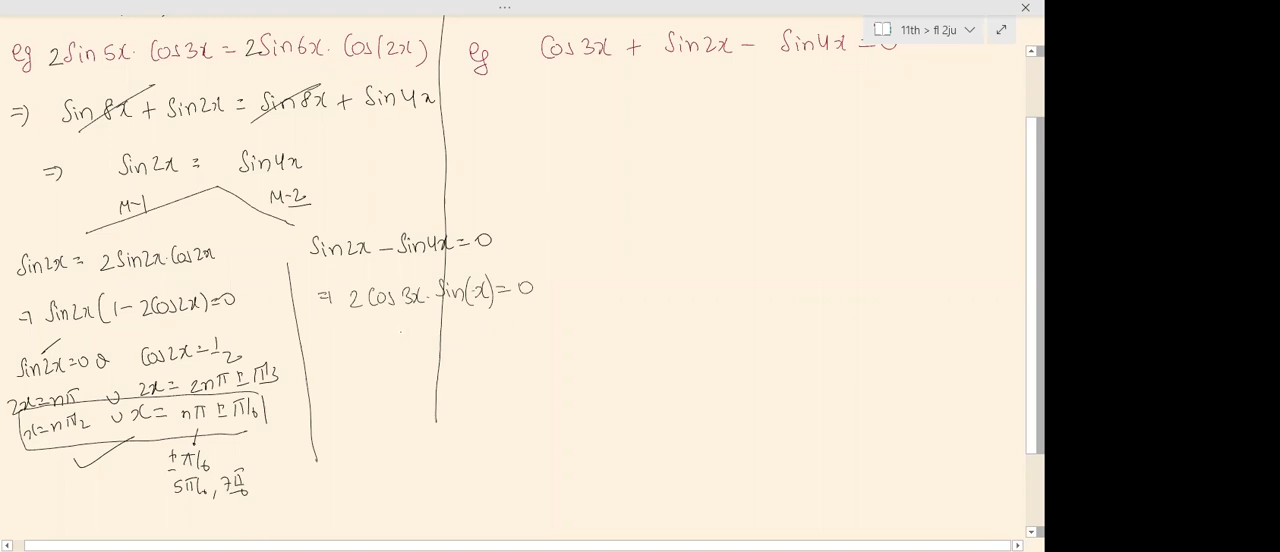 11th > fl 2ju
eg 2Sin5x. Cos3x = 2Sin6x. Cos(2x)
⇒ Sin8x + Sin2x = Sin8x + Sin4x
⇒ Sin2x = Sin4x
M-1 M-2
Sin2x = 2Sin2x.Cos2x
⇒ Sin2x(1-2Cos2x)=0
Sin2x=0 or Cos2x=1/2
2x=nπ ∪ 2x= 2nπ ± π/3
x=nπ/2 ∪ x= nπ ± π/6
± π/6
5π/6, 7π/6
Sin2x - Sin4x=0
⇒ 2Cos3x.Sin(-x)=0
eg Cos3x + Sin2x - Sin4x = 0